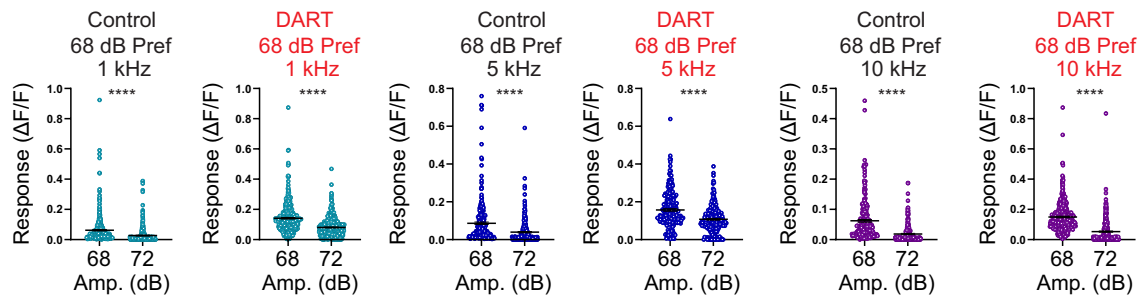 Control
68 dB Pref
1 kHz
DART
68 dB Pref
1 kHz
Control
68 dB Pref
5 kHz
DART
68 dB Pref
5 kHz
Control
68 dB Pref
10 kHz
DART
68 dB Pref
10 kHz
Response (ΔF/F)
1.0
0.8
0.6
0.4
0.2
0.0
****
68 72
Amp. (dB)
Response (ΔF/F)
1.0
0.8
0.6
0.4
0.2
0.0
****
68 72
Amp. (dB)
Response (ΔF/F)
0.8
0.6
0.4
0.2
0.0
****
68 72
Amp. (dB)
Response (ΔF/F)
0.8
0.6
0.4
0.2
0.0
****
68 72
Amp. (dB)
Response (ΔF/F)
0.5
0.4
0.3
0.2
0.1
0.0
****
68 72
Amp. (dB)
Response (ΔF/F)
1.0
0.8
0.6
0.4
0.2
0.0
****
68 72
Amp. (dB)